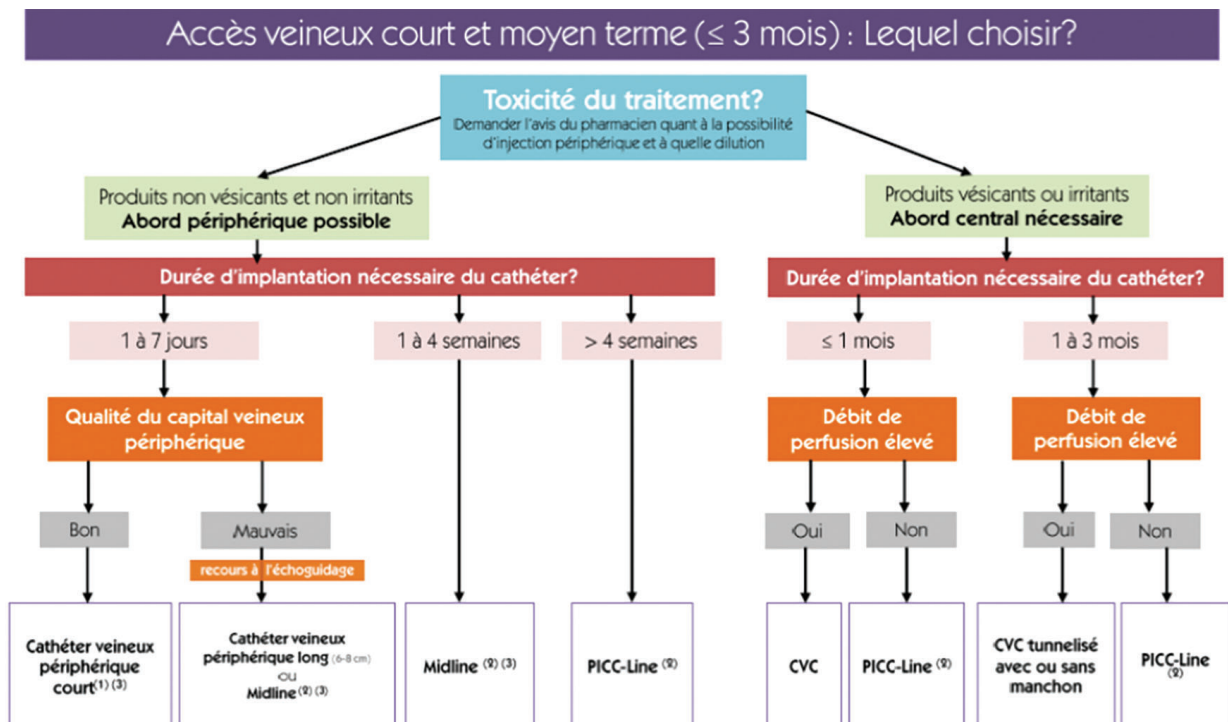 Accès veineux court et moyen terme (≤ 3 mois) : Lequel choisir?
Toxicité du traitement?
Demander l'avis du pharmacien quant à la possibilité
d'injection périphérique et à quelle dilution
Produits non vésicants et non irritants
Abord périphérique possible
Produits vésicants ou irritants
Abord central nécessaire
Durée d'implantation nécessaire du cathéter?
Durée d'implantation nécessaire du cathéter?
1 à 7 jours
1 à 4 semaines
> 4 semaines
≤ 1 mois
1 à 3 mois
Qualité du capital veineux
périphérique
Débit de
perfusion élevé
Débit de
perfusion élevé
Bon
Mauvais
Oui
Non
Oui
Non
recours à l'échoguidage
Cathéter veineux
périphérique
court(1) (3)
Cathéter veineux
périphérique long (6-8 cm)
ou
Midline (2) (3)
Midline (2) (3)
PICC-Line (2)
CVC
PICC-Line (2)
CVC tunnelisé
avec ou sans
manchon
PICC-Line
(2)